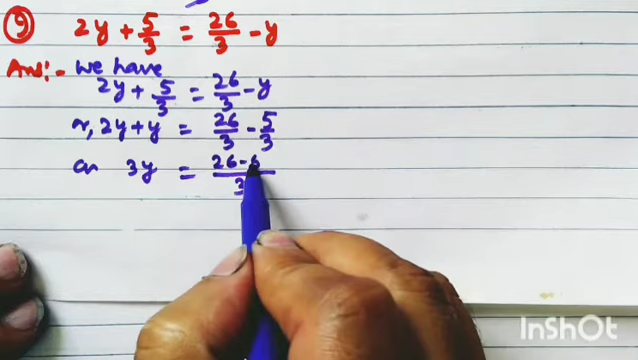 9) 2y + 5/3 = 26/3 - y
Ans:- We have
2y + 5/3 = 26/3 - y
or, 2y + y = 26/3 - 5/3
or 3y = 26-5/3
InShOt